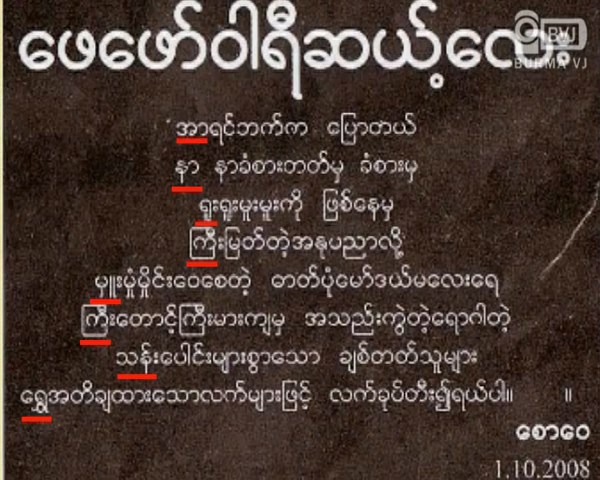 ဖေဖော်ဝါရီဆယ့်လေး
BVJ
BURMA VJ
အာရင်ဘက်က ပြောတယ်
နာ နာခံစားတတ်မှ ခံစားမှ
ရူးရူးမူးမူးကို ဖြစ်နေမှ
ကြီးမြတ်တဲ့အနုပညာလို့
မှူးမှုံမှိုင်းဝေစေတဲ့ ဓာတ်ပုံမော်ဒယ်မလေးရေ
ကြီးတောင့်ကြီးမားကျမှ အသည်းကွဲတဲ့ရောဂါတဲ့
သန်းပေါင်းများစွာသော ချစ်တတ်သူများ
ရွှေအတိချထားသောလက်များဖြင့် လက်ခုပ်တီး၍ရယ်ပါ။ ။
စောဝေ
1.10.2008